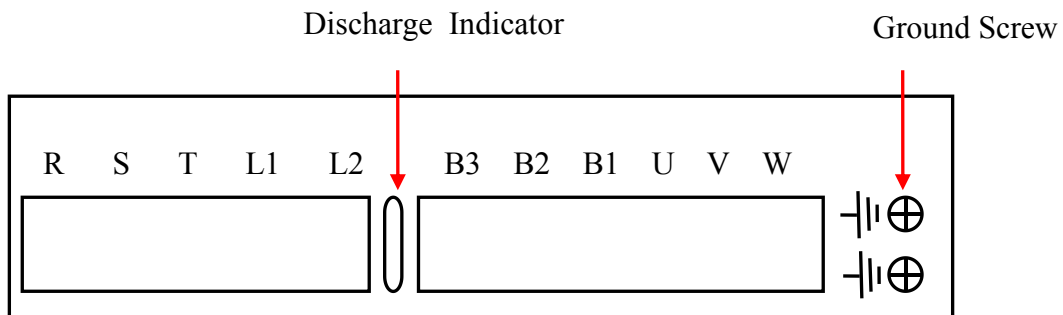 Discharge Indicator
Ground Screw
R S T L1 L2 B3 B2 B1 U V W